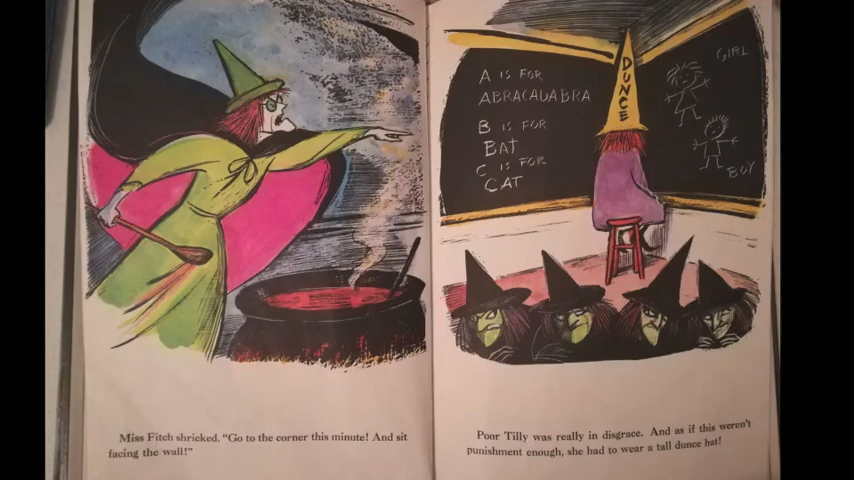 Miss Fitch shrieked. "Go to the corner this minute! And sit
facing the wall!"
A IS FOR
ABRACADABRA
B IS FOR
BAT
C IS FOR
CAT
DUNCE
GIRL
BOY
Poor Tilly was really in disgrace. And as if this weren't
punishment enough, she had to wear a tall dunce hat!